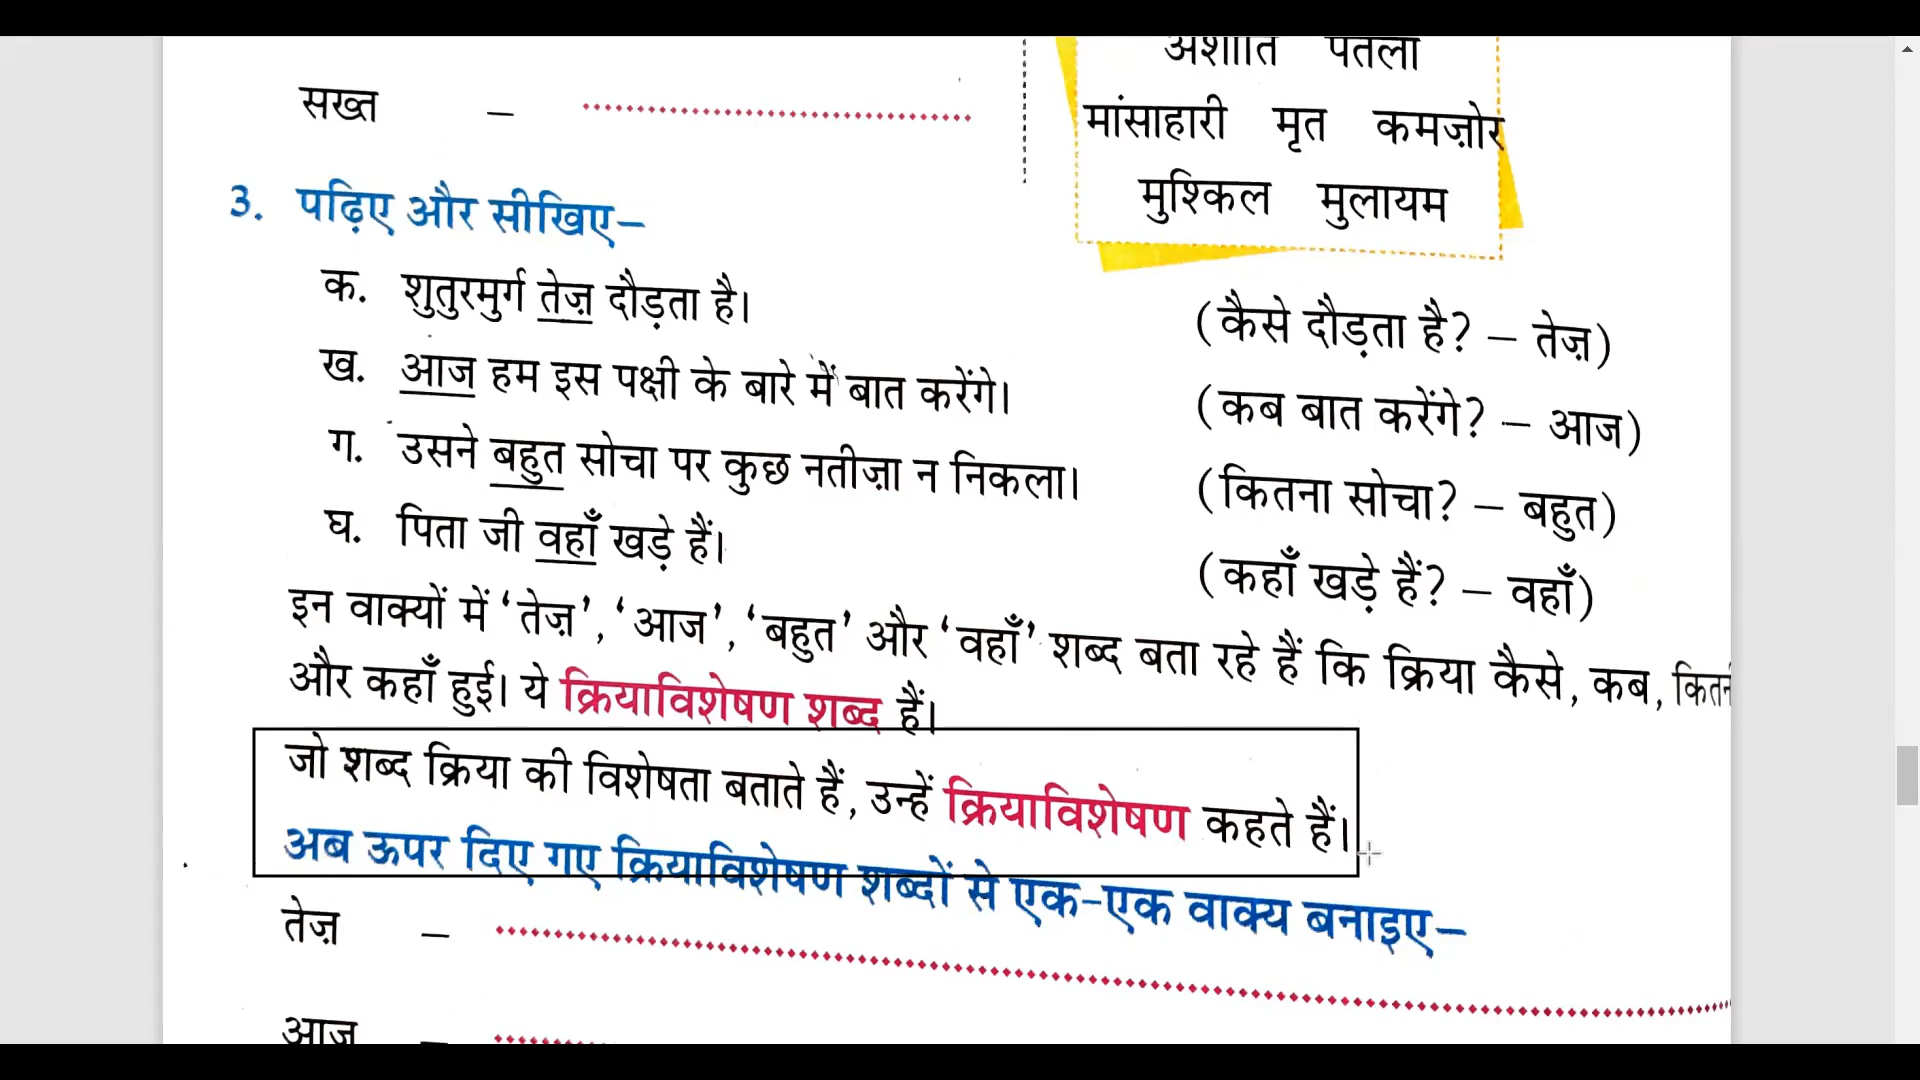 अशांति पतला
सख्त –
मांसाहारी मृत कमज़ोर
मुश्किल मुलायम
3. पढ़िए और सीखिए–
क. शुतुरमुर्ग तेज़ दौड़ता है। (कैसे दौड़ता है? – तेज़)
ख. आज हम इस पक्षी के बारे में बात करेंगे। (कब बात करेंगे? – आज)
ग. उसने बहुत सोचा पर कुछ नतीज़ा न निकला। (कितना सोचा? – बहुत)
घ. पिता जी वहाँ खड़े हैं। (कहाँ खड़े हैं? – वहाँ)
इन वाक्यों में ‘तेज़’, ‘आज’, ‘बहुत’ और ‘वहाँ’ शब्द बता रहे हैं कि क्रिया कैसे, कब,
और कहाँ हुई। ये क्रियाविशेषण शब्द हैं।
जो शब्द क्रिया की विशेषता बताते हैं, उन्हें क्रियाविशेषण कहते हैं।
अब ऊपर दिए गए क्रियाविशेषण शब्दों से एक-एक वाक्य बनाइए–
तेज़ –
आज –